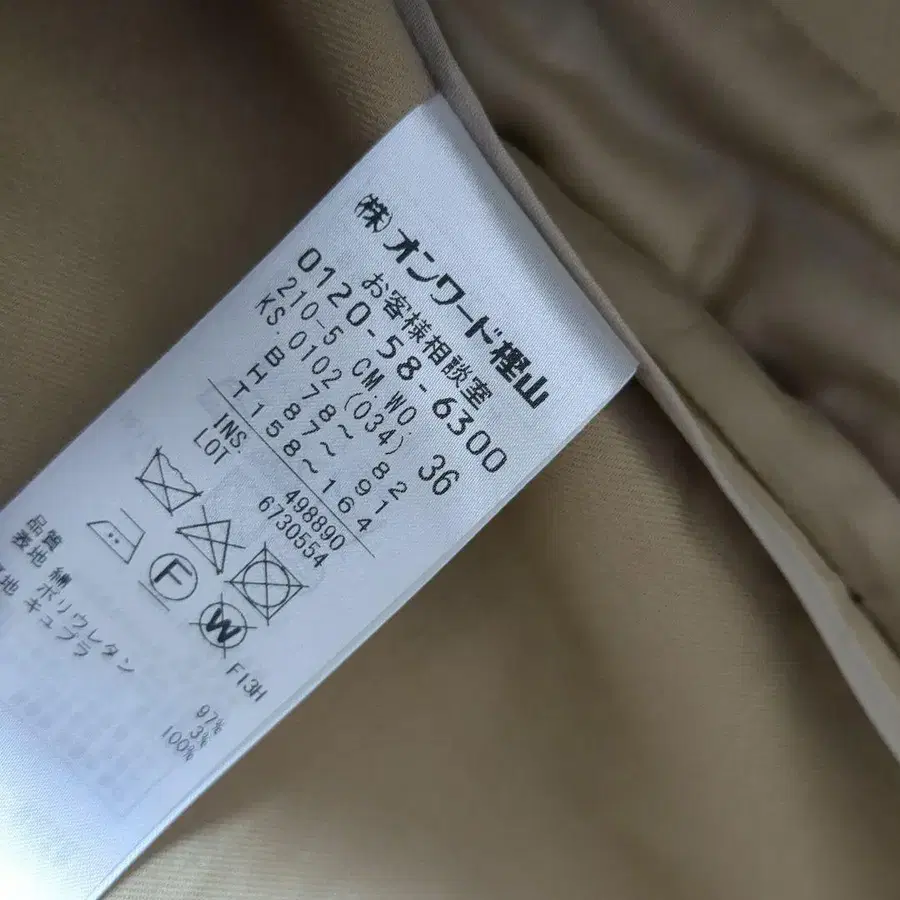 (株)オンワード樫山
お客様相談室
0120-58-6300
210-5 CM.WO. 36
KS.0102(034)
B 78~ 82
H 87~ 91
T158~164
INS. 498890
LOT 6730554
F
W
F13H
品質
表地 綿 97%
ポリウレタン 3%
地 キュプラ 100%